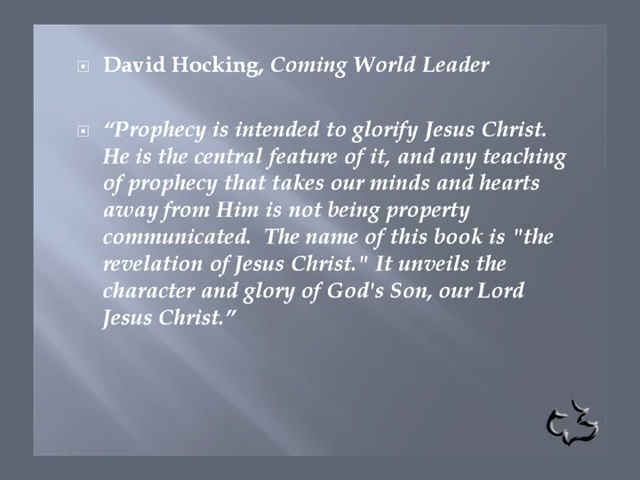 David Hocking, Coming World Leader
“Prophecy is intended to glorify Jesus Christ.
He is the central feature of it, and any teaching
of prophecy that takes our minds and hearts
away from Him is not being property
communicated. The name of this book is "the
revelation of Jesus Christ." It unveils the
character and glory of God's Son, our Lord
Jesus Christ.”